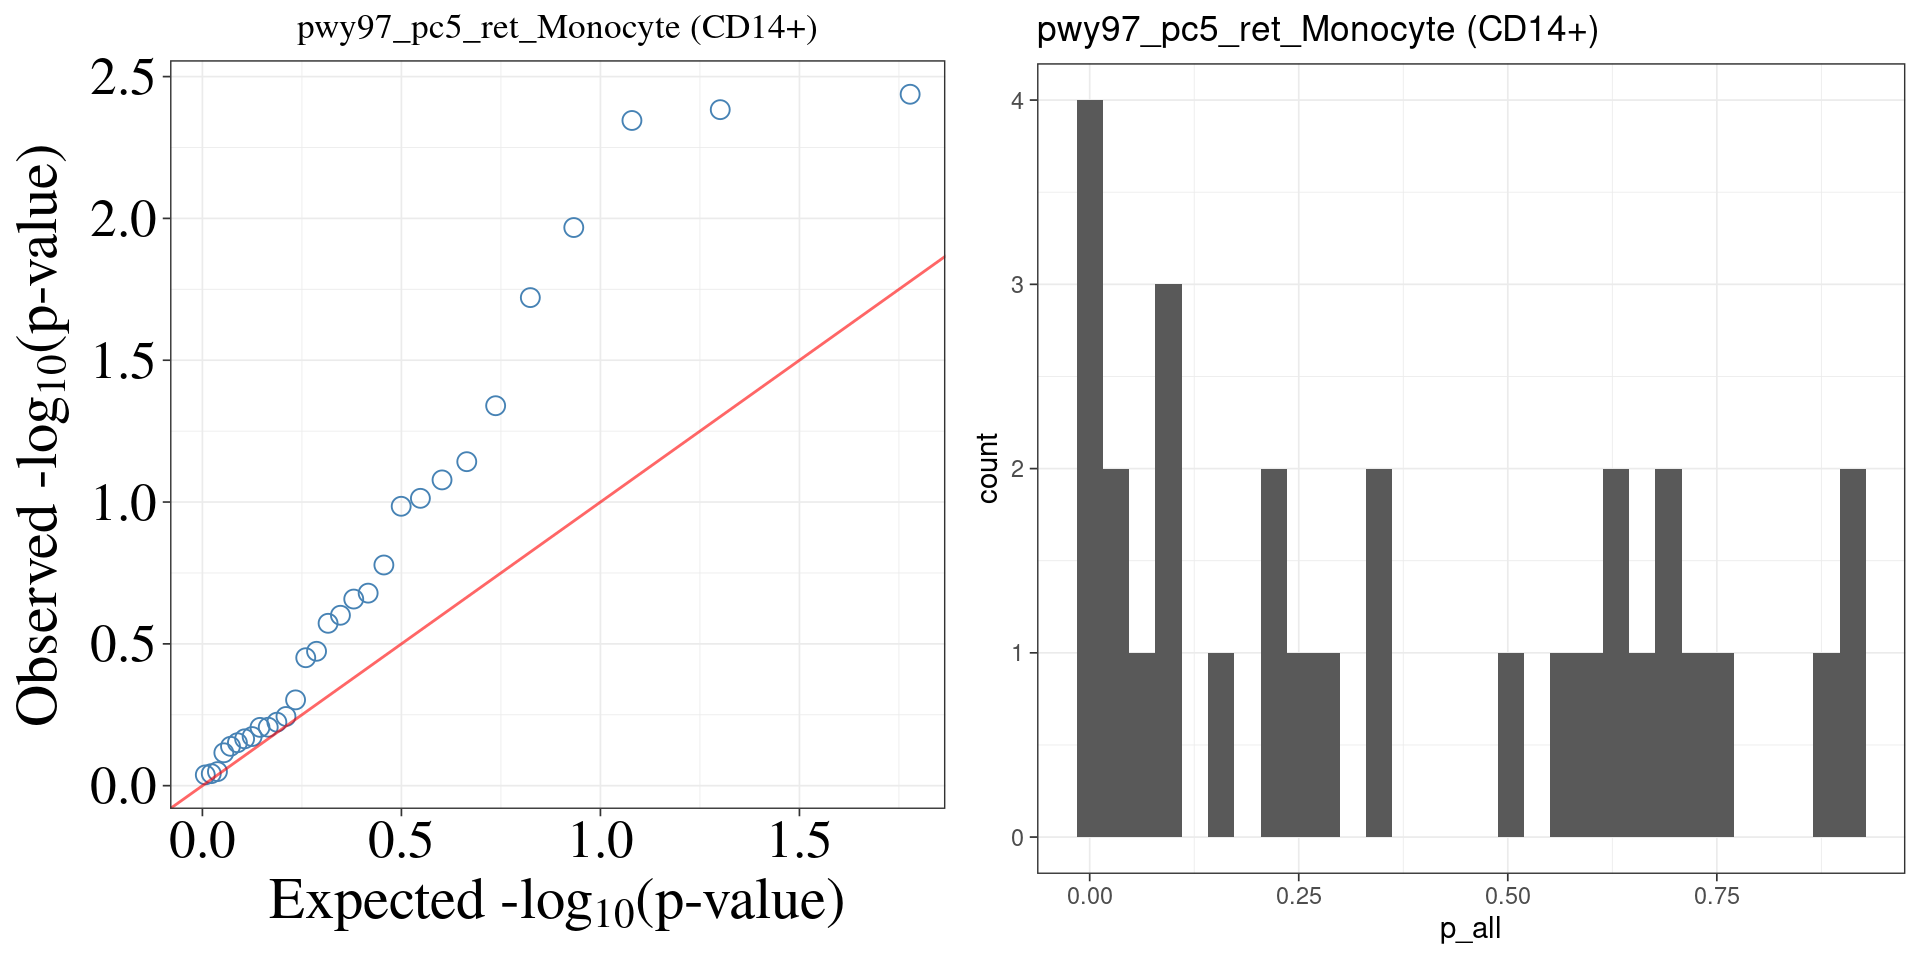 pwy97_pc5_ret_Monocyte (CD14+)
2.5
2.0
1.5
1.0
0.5
0.0
Observed -log10(p-value)
0.0 0.5 1.0 1.5
Expected -log10(p-value)
pwy97_pc5_ret_Monocyte (CD14+)
4
3
2
1
0
count
0.00 0.25 0.50 0.75
p_all